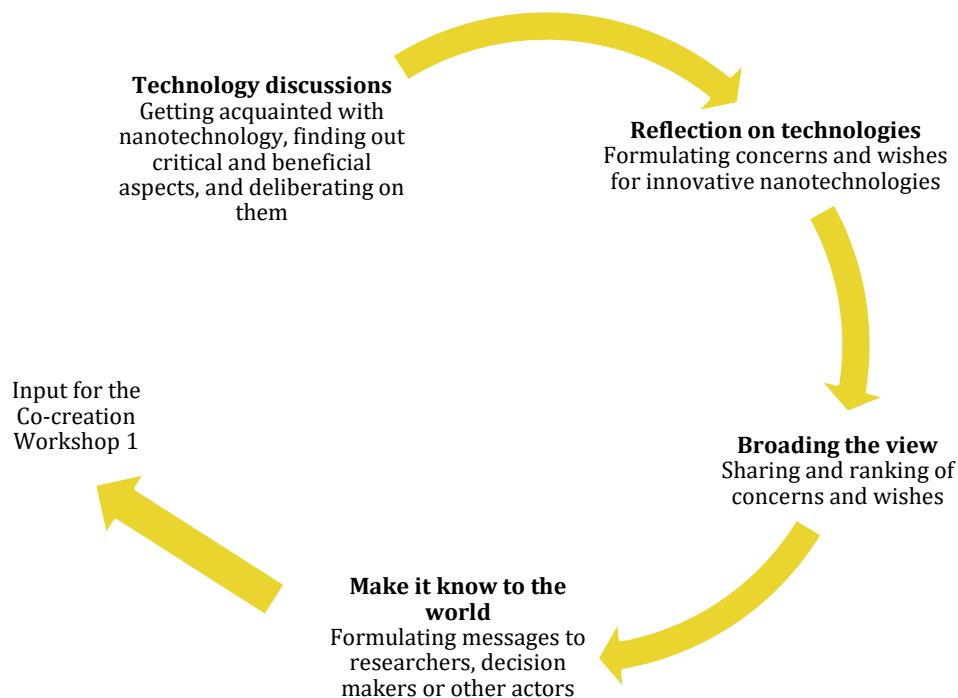 Technology discussions
Getting acquainted with
nanotechnology, finding out
critical and beneficial
aspects, and deliberating on
them
Reflection on technologies
Formulating concerns and wishes
for innovative nanotechnologies
Broading the view
Sharing and ranking of
concerns and wishes
Make it know to the
world
Formulating messages to
researchers, decision
makers or other actors
Input for the
Co-creation
Workshop 1